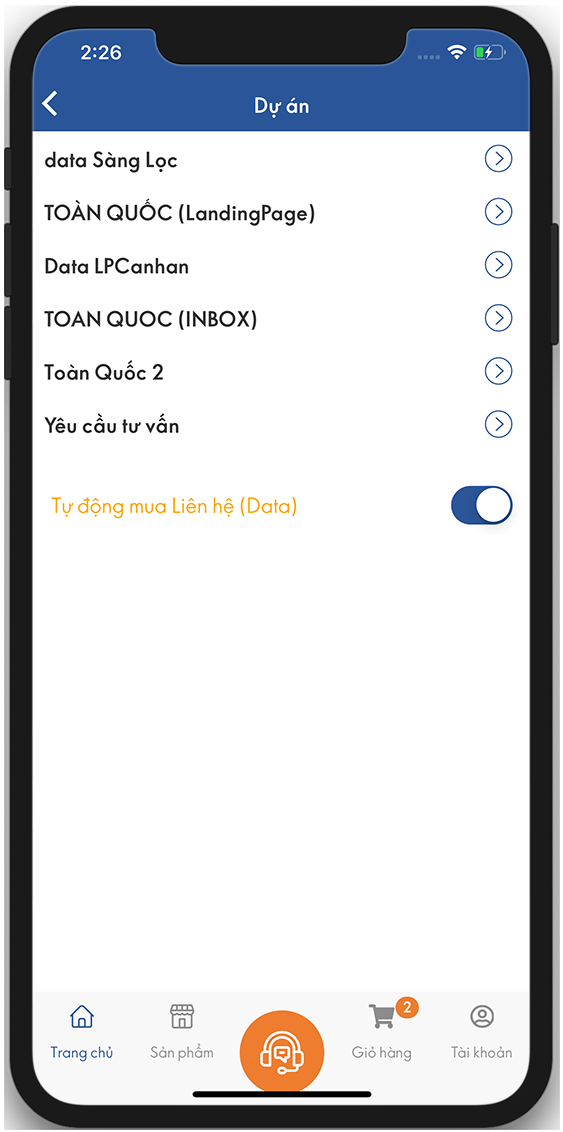 2:26
Dự án
data Sàng Lọc
TOÀN QUỐC (LandingPage)
Data LPCanhan
TOAN QUOC (INBOX)
Toàn Quốc 2
Yêu cầu tư vấn
Tự động mua Liên hệ (Data)
2
Trang chủ
Sản phẩm
Giỏ hàng
Tài khoản